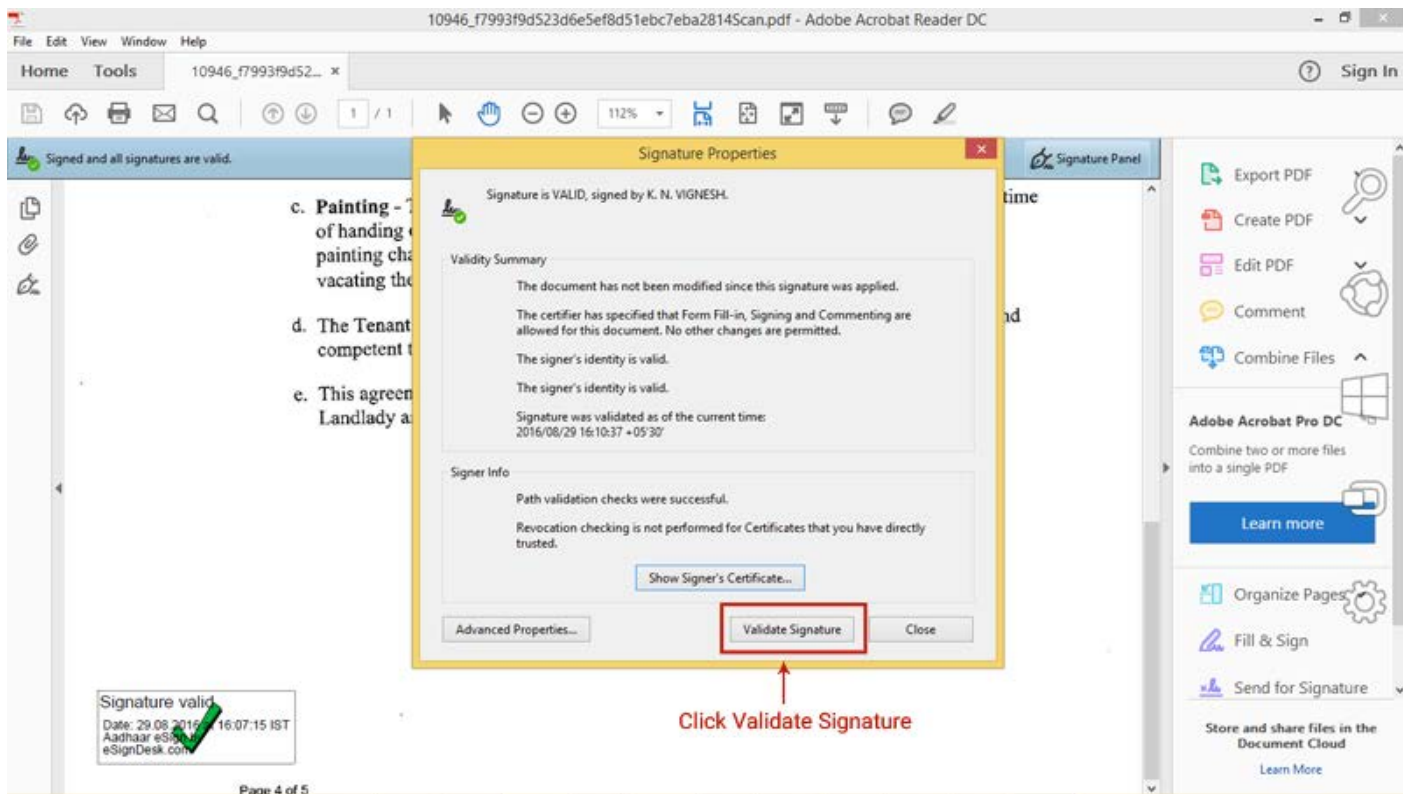 10946_f7993f9d523d6e5ef8d51ebc7eba2814Scan.pdf - Adobe Acrobat Reader DC
File Edit View Window Help
Home Tools 10946_f7993f9d52... × Sign In
1 / 1 112%
Signed and all signatures are valid.
Signature Panel
Signature Properties
Signature is VALID, signed by K. N. VIGNESH.
Validity Summary
The document has not been modified since this signature was applied.
The certifier has specified that Form Fill-in, Signing and Commenting are
allowed for this document. No other changes are permitted.
The signer's identity is valid.
The signer's identity is valid.
Signature was validated as of the current time:
2016/08/29 16:10:37 +05'30'
Signer Info
Path validation checks were successful.
Revocation checking is not performed for Certificates that you have directly
trusted.
Show Signer's Certificate...
Advanced Properties... Validate Signature Close
Click Validate Signature
c. Painting - time
of handing
painting
vacating the
d. The Tenant
competent
e. This
Landlady
Signature valid
Date: 29.08.2016 16:07:15 IST
Aadhaar
eSignDesk.com
Page 4 of 5
Export PDF
Create PDF
Edit PDF
Comment
Combine Files
Adobe Acrobat Pro DC
Combine two or more files
into a single PDF
Learn more
Organize Pages
Fill & Sign
Send for Signature
Store and share files in the
Document Cloud
Learn More